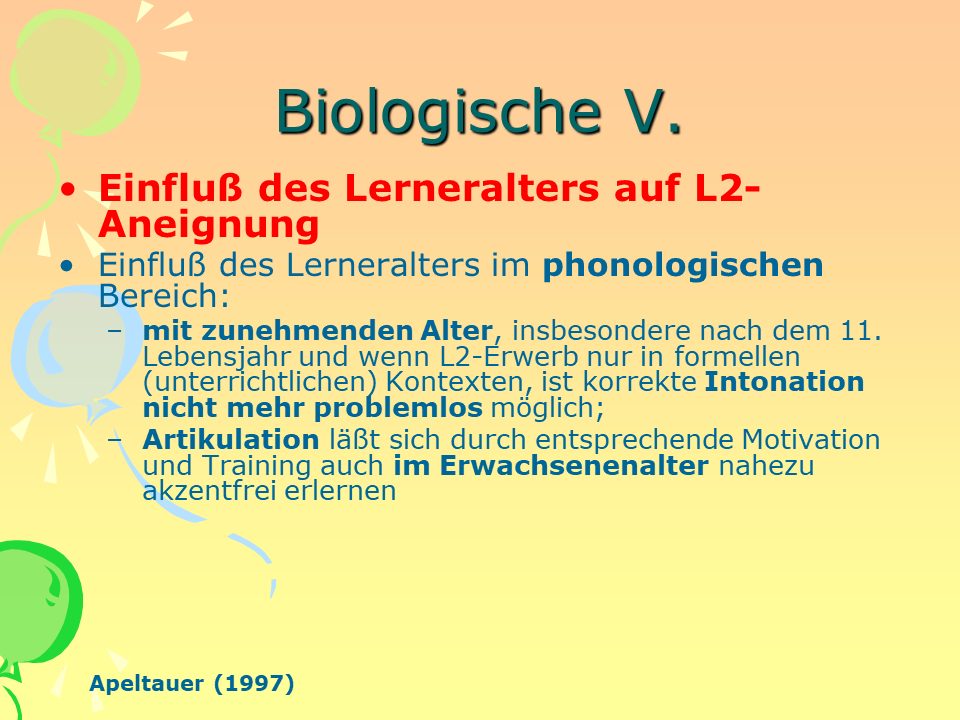 Biologische V.
• Einfluß des Lerneralters auf L2-
Aneignung
• Einfluß des Lerneralters im phonologischen
Bereich:
– mit zunehmenden Alter, insbesondere nach dem 11.
Lebensjahr und wenn L2-Erwerb nur in formellen
(unterrichtlichen) Kontexten, ist korrekte Intonation
nicht mehr problemlos möglich;
– Artikulation läßt sich durch entsprechende Motivation
und Training auch im Erwachsenenalter nahezu
akzentfrei erlernen
Apeltauer (1997)